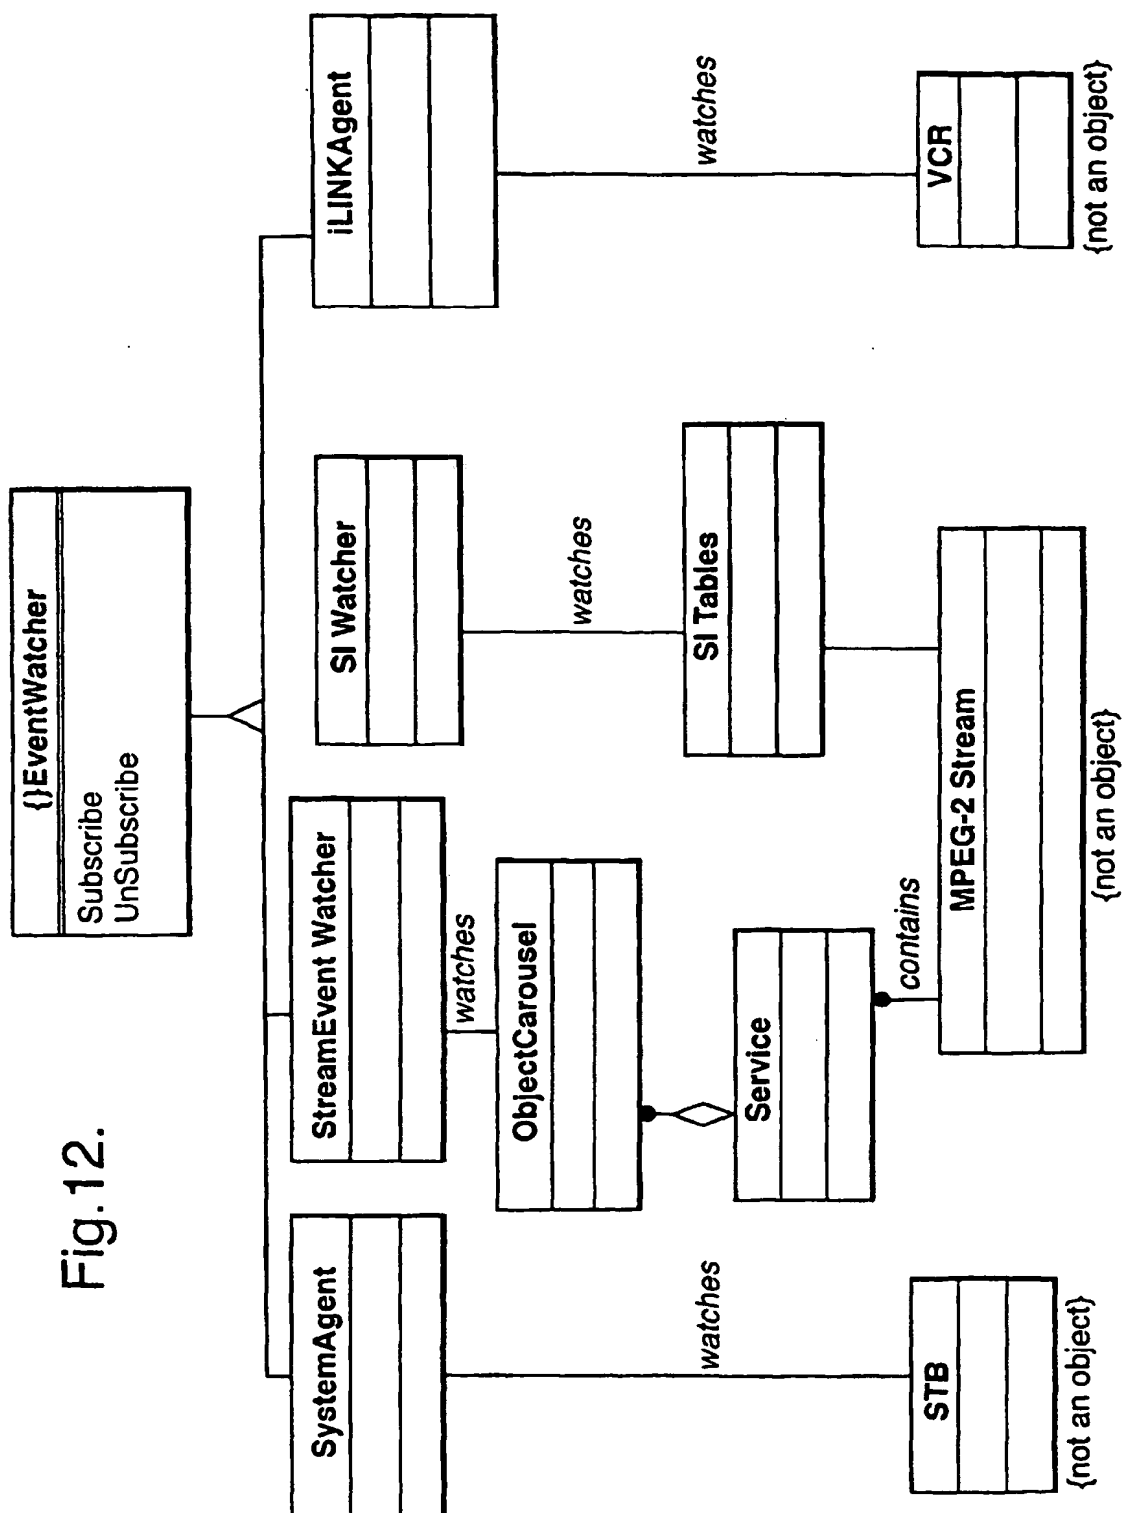 Fig.12.
{}EventWatcher
Subscribe
UnSubscribe
SystemAgent
StreamEvent Watcher
SI Watcher
iLINKAgent
watches
ObjectCarousel
watches
SI Tables
watches
watches
Service
contains
STB
{not an object}
MPEG-2 Stream
{not an object}
VCR
{not an object}